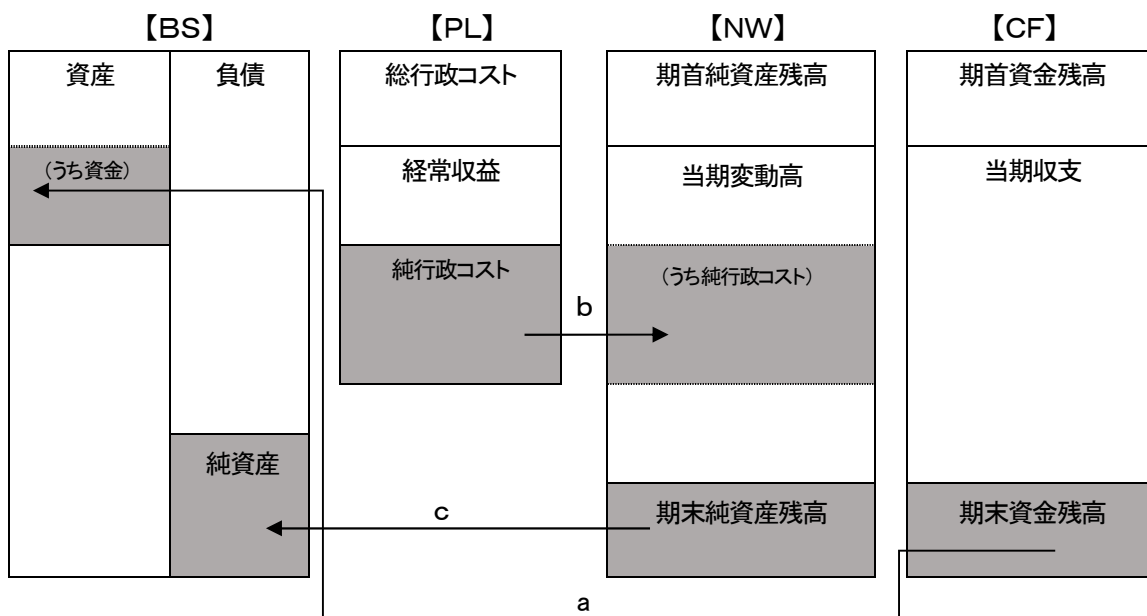 【BS】
資産
負債
(うち資金)
純資産
【PL】
総行政コスト
経常収益
純行政コスト
b
【NW】
期首純資産残高
当期変動高
(うち純行政コスト)
期末純資産残高
c
【CF】
期首資金残高
当期収支
期末資金残高
a